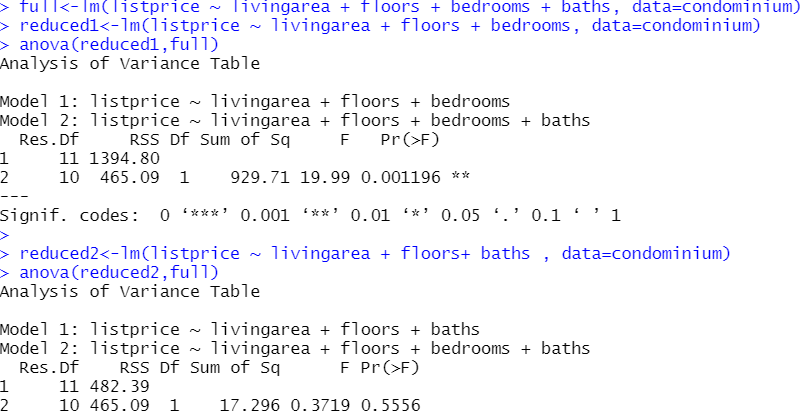 > full<-lm(listprice ~ livingarea + floors + bedrooms + baths, data=condominium)
> reduced1<-lm(listprice ~ livingarea + floors + bedrooms, data=condominium)
> anova(reduced1,full)
Analysis of Variance Table

Model 1: listprice ~ livingarea + floors + bedrooms
Model 2: listprice ~ livingarea + floors + bedrooms + baths
  Res.Df     RSS Df Sum of Sq     F   Pr(>F)
1     11 1394.80
2     10  465.09  1    929.71 19.99 0.001196 **
---
Signif. codes:  0 ‘***’ 0.001 ‘**’ 0.01 ‘*’ 0.05 ‘.’ 0.1 ‘ ’ 1
>
> reduced2<-lm(listprice ~ livingarea + floors+ baths , data=condominium)
> anova(reduced2,full)
Analysis of Variance Table

Model 1: listprice ~ livingarea + floors + baths
Model 2: listprice ~ livingarea + floors + bedrooms + baths
  Res.Df    RSS Df Sum of Sq      F Pr(>F)
1     11 482.39
2     10 465.09  1    17.296 0.3719 0.5556